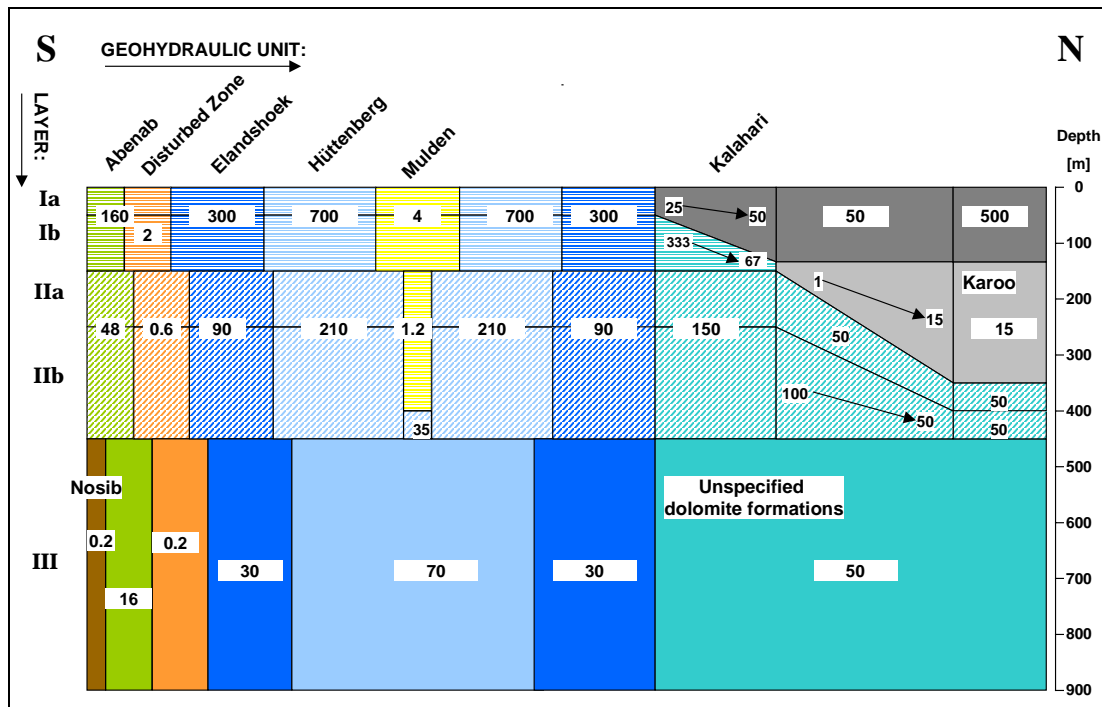 S
GEOHYDRAULIC UNIT:
N
LAYER:
Abenab
Disturbed Zone
Elandshoek
Hüttenberg
Mulden
Kalahari
Depth
[m]
Ia
Ib
IIa
IIb
III
160
2
300
700
4
700
300
25
50
50
500
333
67
48
0.6
90
210
1.2
210
90
150
1
15
Karoo
15
50
100
50
50
50
35
Nosib
0.2
16
0.2
30
70
30
Unspecified
dolomite formations
50
0
100
200
300
400
500
600
700
800
900